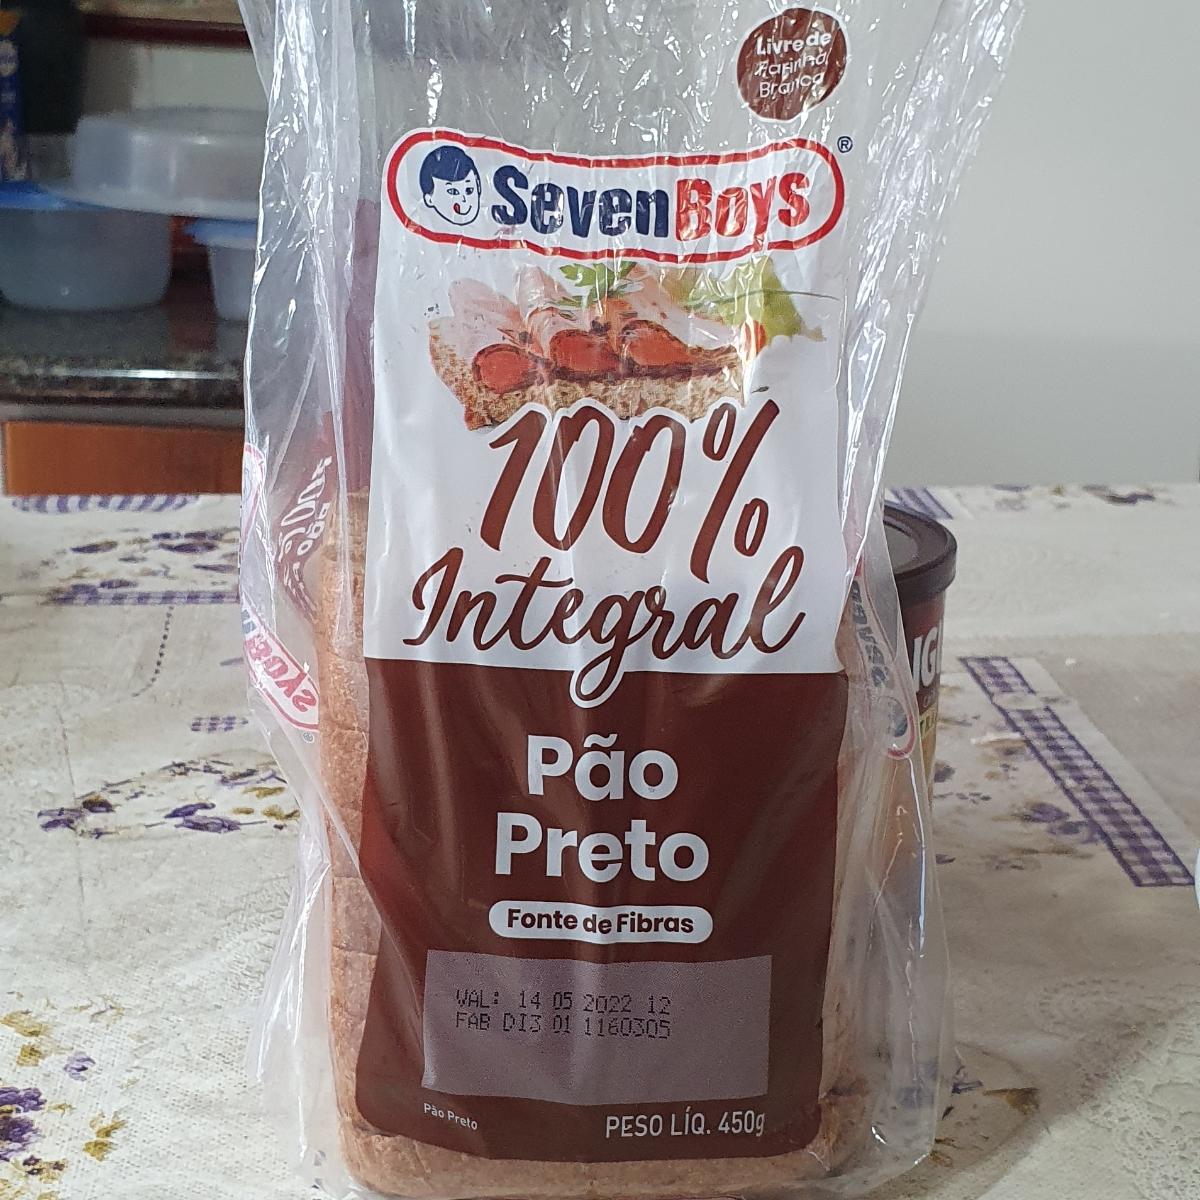 Livre de
Farinha
Branca
SevenBoys®
100%
Integral
Pão
Preto
Fonte de Fibras
VAL: 14 05 2022 12
FAB DI3 01 1160305
Pão Preto
PESO LÍQ. 450g